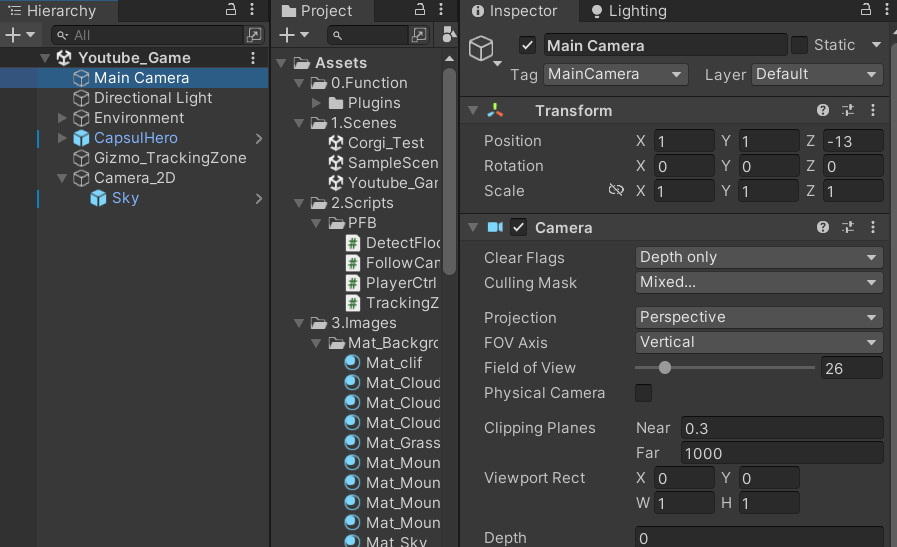 Hierarchy
All
Youtube_Game
Main Camera
Directional Light
Environment
CapsulHero
Gizmo_TrackingZone
Camera_2D
Sky
Project
Assets
0.Function
Plugins
1.Scenes
Corgi_Test
SampleScen
Youtube_Gar
2.Scripts
PFB
DetectFloo
FollowCan
PlayerCtrl
TrackingZ
3.Images
Mat_Backgro
Mat_clif
Mat_Cloud
Mat_Cloud
Mat_Cloud
Mat_Grass
Mat_Moun
Mat_Moun
Mat_Moun
Mat_Moun
Mat_Sky
Inspector Lighting
Main Camera Static
Tag MainCamera Layer Default
Transform
Position X 1 Y 1 Z -13
Rotation X 0 Y 0 Z 0
Scale X 1 Y 1 Z 1
Camera
Clear Flags Depth only
Culling Mask Mixed...
Projection Perspective
FOV Axis Vertical
Field of View 26
Physical Camera
Clipping Planes Near 0.3
Far 1000
Viewport Rect X 0 Y 0
W 1 H 1
Depth 0